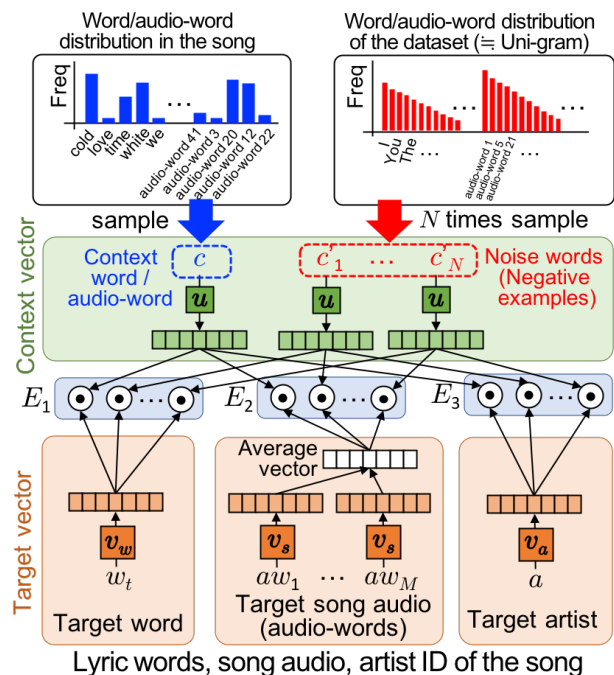 Word/audio-word
distribution in the song
Word/audio-word distribution
of the dataset (≒ Uni-gram)
Freq
cold
love
time
white
we
...
audio-word 41
audio-word 3
audio-word 20
audio-word 12
audio-word 22
Freq
I
You
The
...
...
audio-word 1
audio-word 5
audio-word 21
...
...
sample
N times sample
Context vector
Context
word /
audio-word
c
c'1 ... c'N
Noise words
(Negative
examples)
u
u
u
E1
...
E2
...
E3
...
Target vector
Average
vector
vw
vs
vs
va
wt
aw1 ... awM
a
Target word
Target song audio
(audio-words)
Target artist
Lyric words, song audio, artist ID of the song